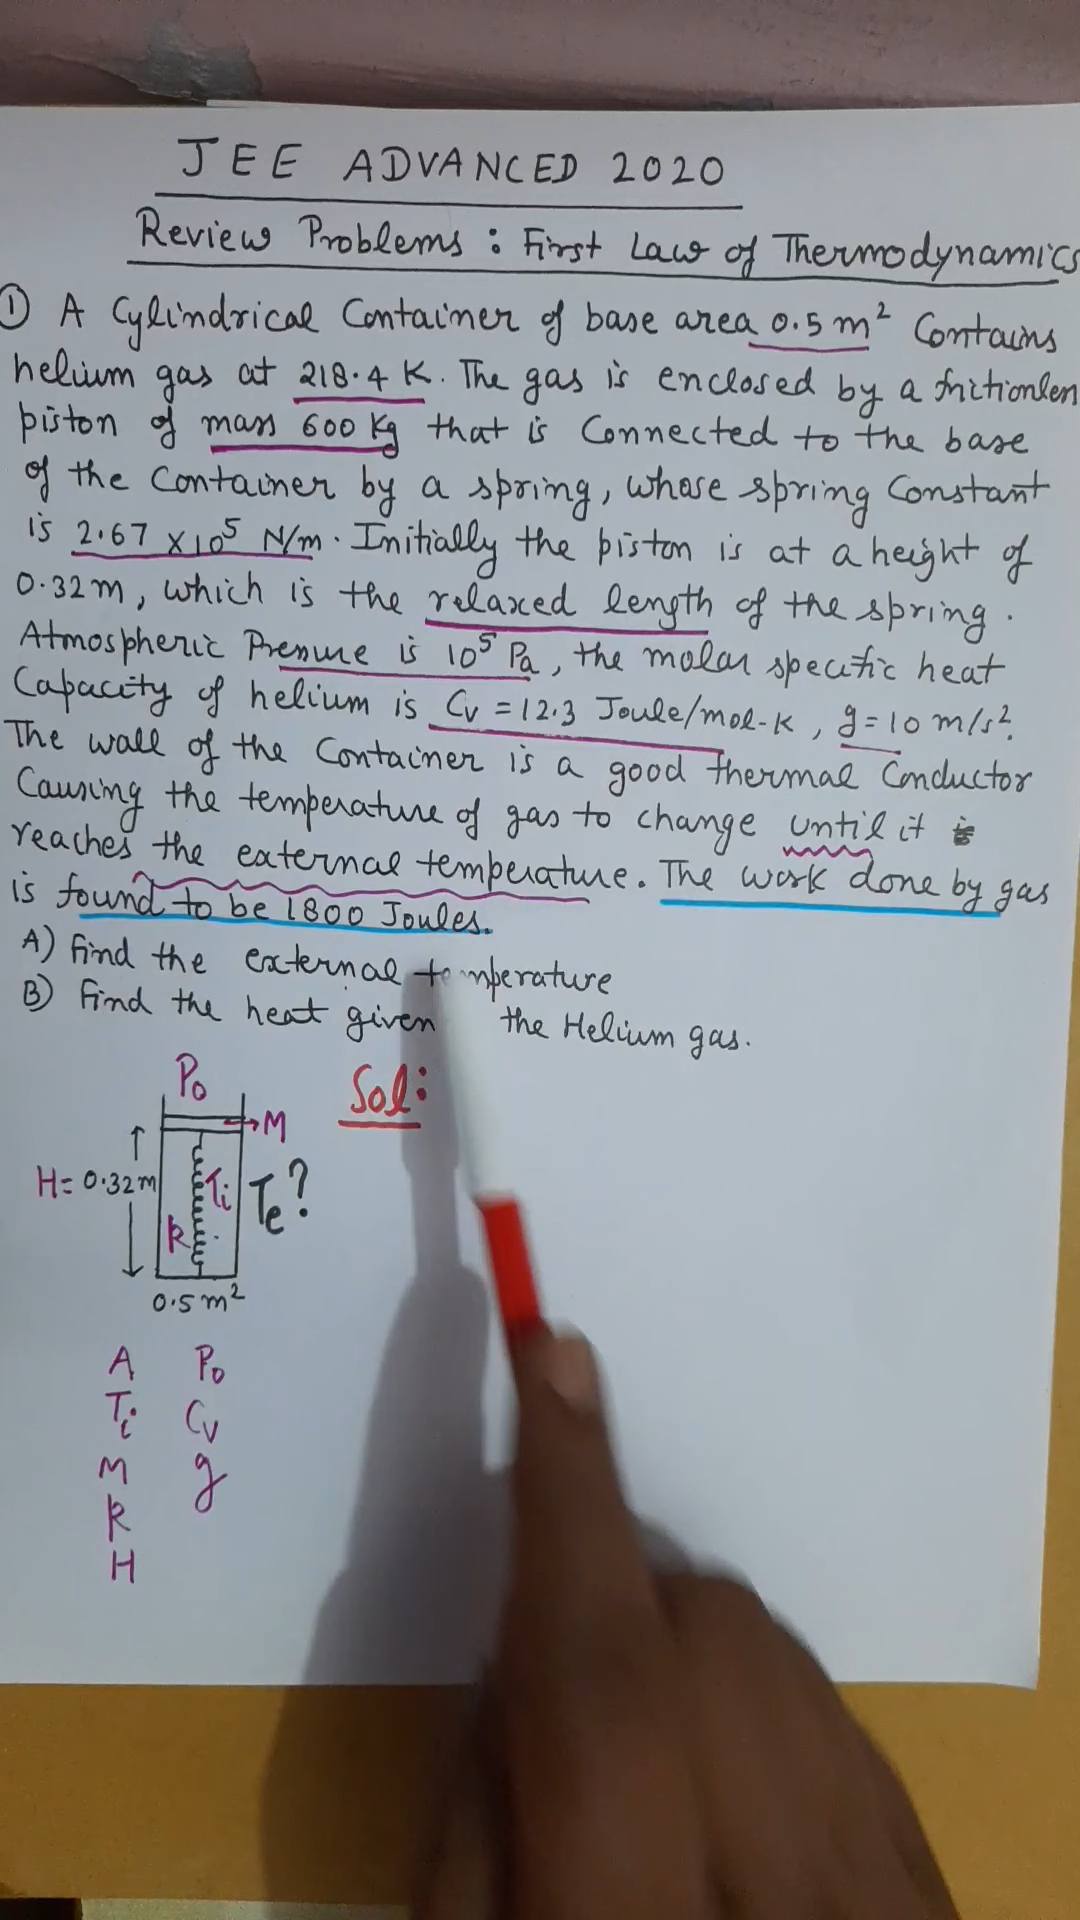 JEE ADVANCED 2020
Review Problems: First Law of Thermodynamics
① A Cylindrical Container of base area 0.5 m² Contains
helium gas at 218.4 K. The gas is enclosed by a frictionless
piston of mass 600 Kg that is Connected to the base
of the Container by a spring, whose spring Constant
is 2.67 x10⁵ N/m. Initially the piston is at a height of
0.32m, which is the relaxed length of the spring.
Atmospheric Pressure is 10⁵ Pa, the molar specific heat
Capacity of helium is Cv = 12.3 Joule/mol-K, g = 10 m/s².
The wall of the Container is a good thermal Conductor
Causing the temperature of gas to change until it
reaches the external temperature. The work done by gas
is found to be 1800 Joules.
A) Find the external temperature
B) Find the heat given the Helium gas.
Po
Sol:
M
H = 0.32m
Ti
Te?
k
0.5 m²
A Po
Ti Cv
M g
k
H